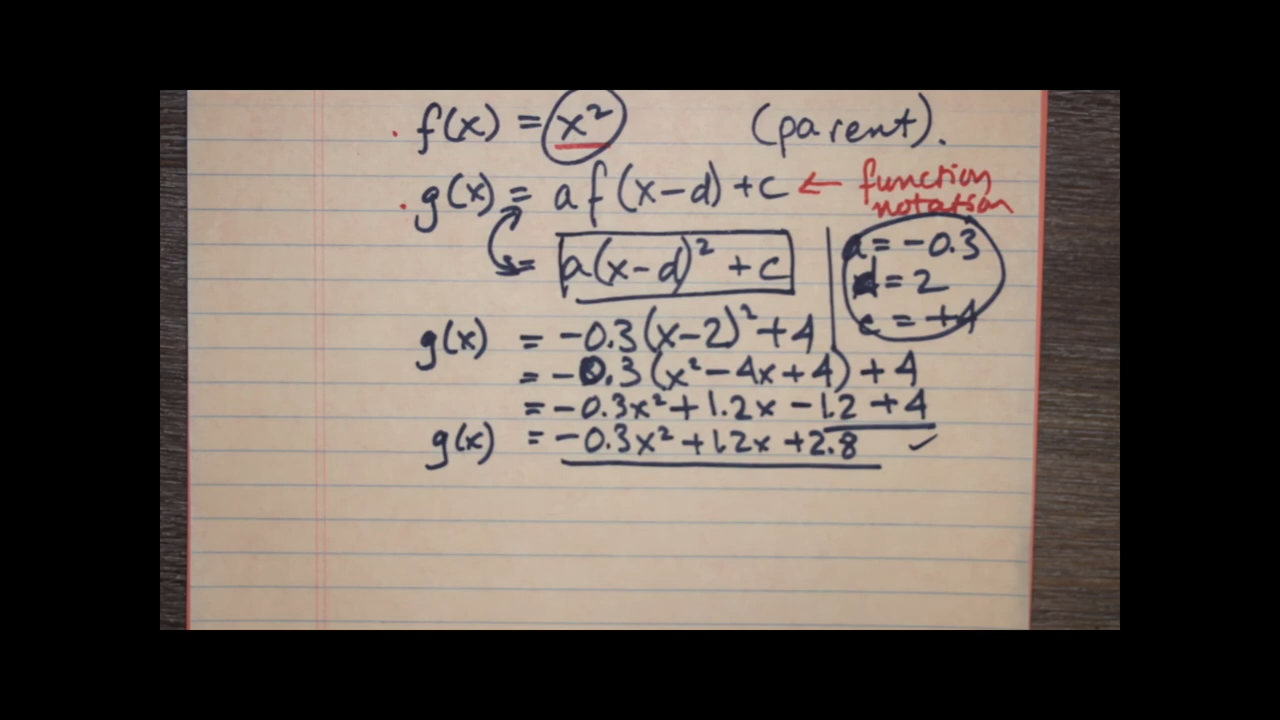 . f(x) = x² (parent).
. g(x) = a f(x-d) + c ← function notation
= a(x-d)² + c
a = -0.3
d = 2
c = +4
g(x) = -0.3(x-2)² + 4
= -0.3(x² - 4x + 4) + 4
= -0.3x² + 1.2x - 1.2 + 4
g(x) = -0.3x² + 1.2x + 2.8 ✓